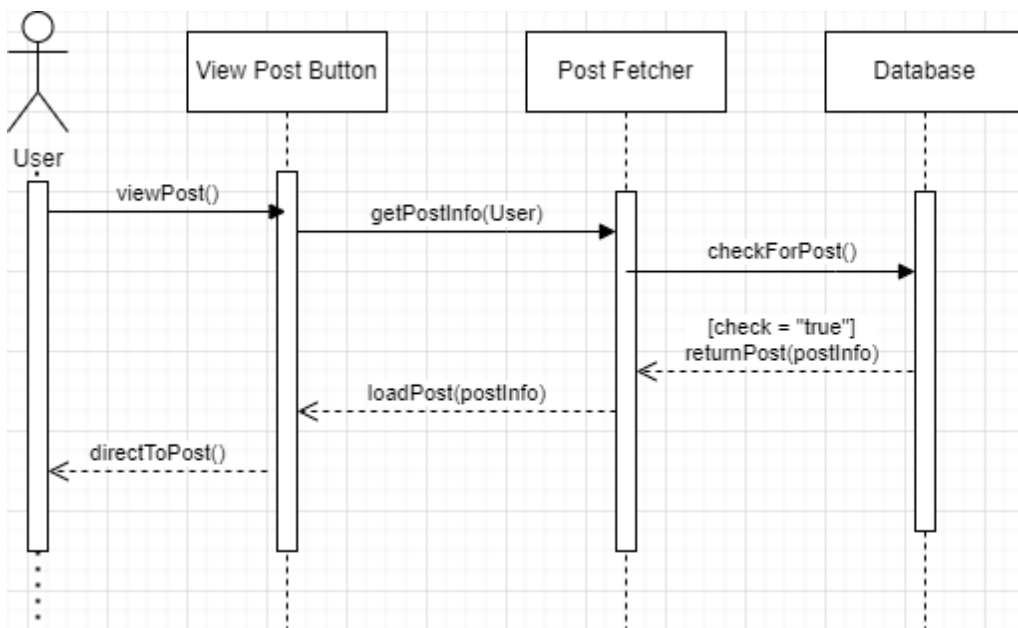 View Post Button
Post Fetcher
Database
User
viewPost()
getPostInfo(User)
checkForPost()
[check = "true"]
returnPost(postInfo)
loadPost(postInfo)
directToPost()